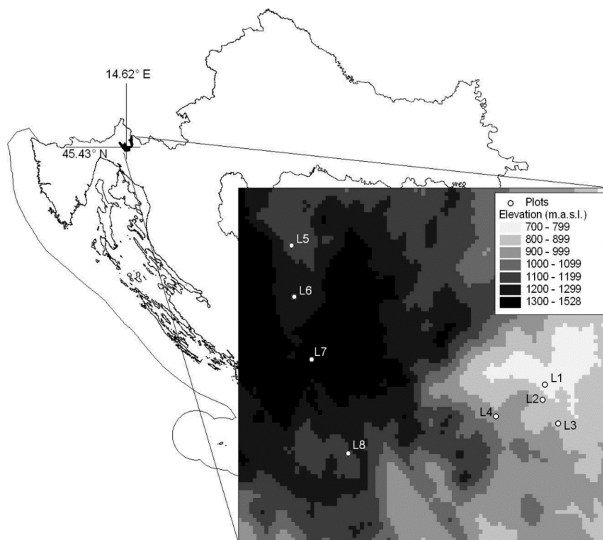 14.62° E
45.43° N
Plots
Elevation (m.a.s.l.)
700 - 799
800 - 899
900 - 999
1000 - 1099
1100 - 1199
1200 - 1299
1300 - 1528
L5
L6
L7
L1
L2
L4
L3
L8